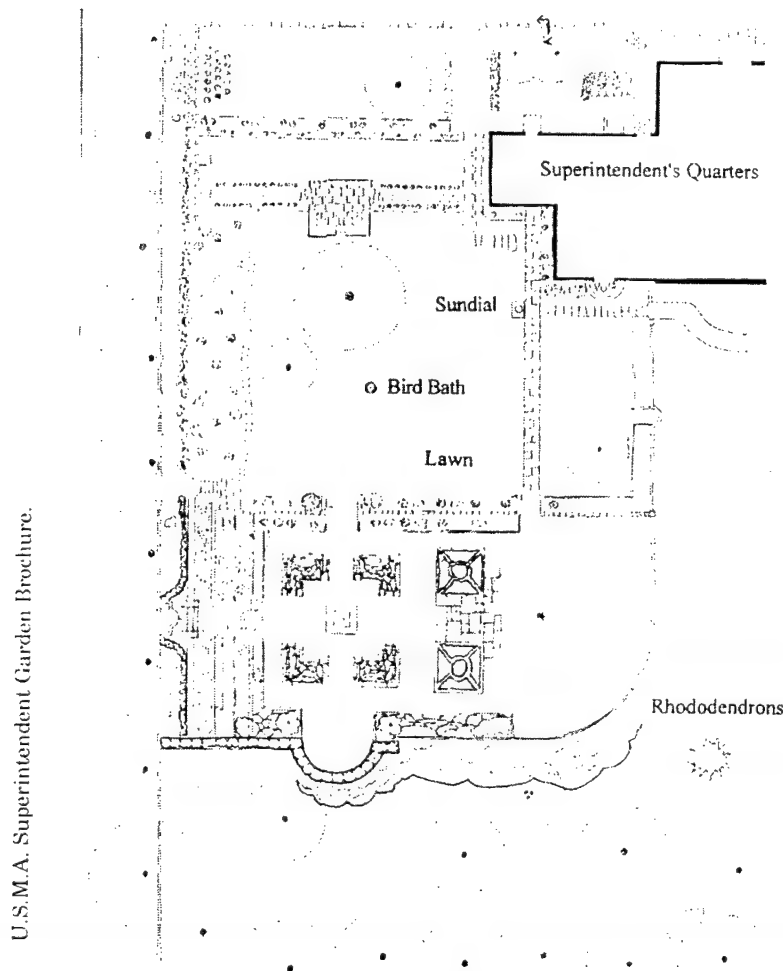 Superintendent's Quarters
Sundial
Bird Bath
Lawn
Rhododendrons
U.S.M.A. Superintendent Garden Brochure.